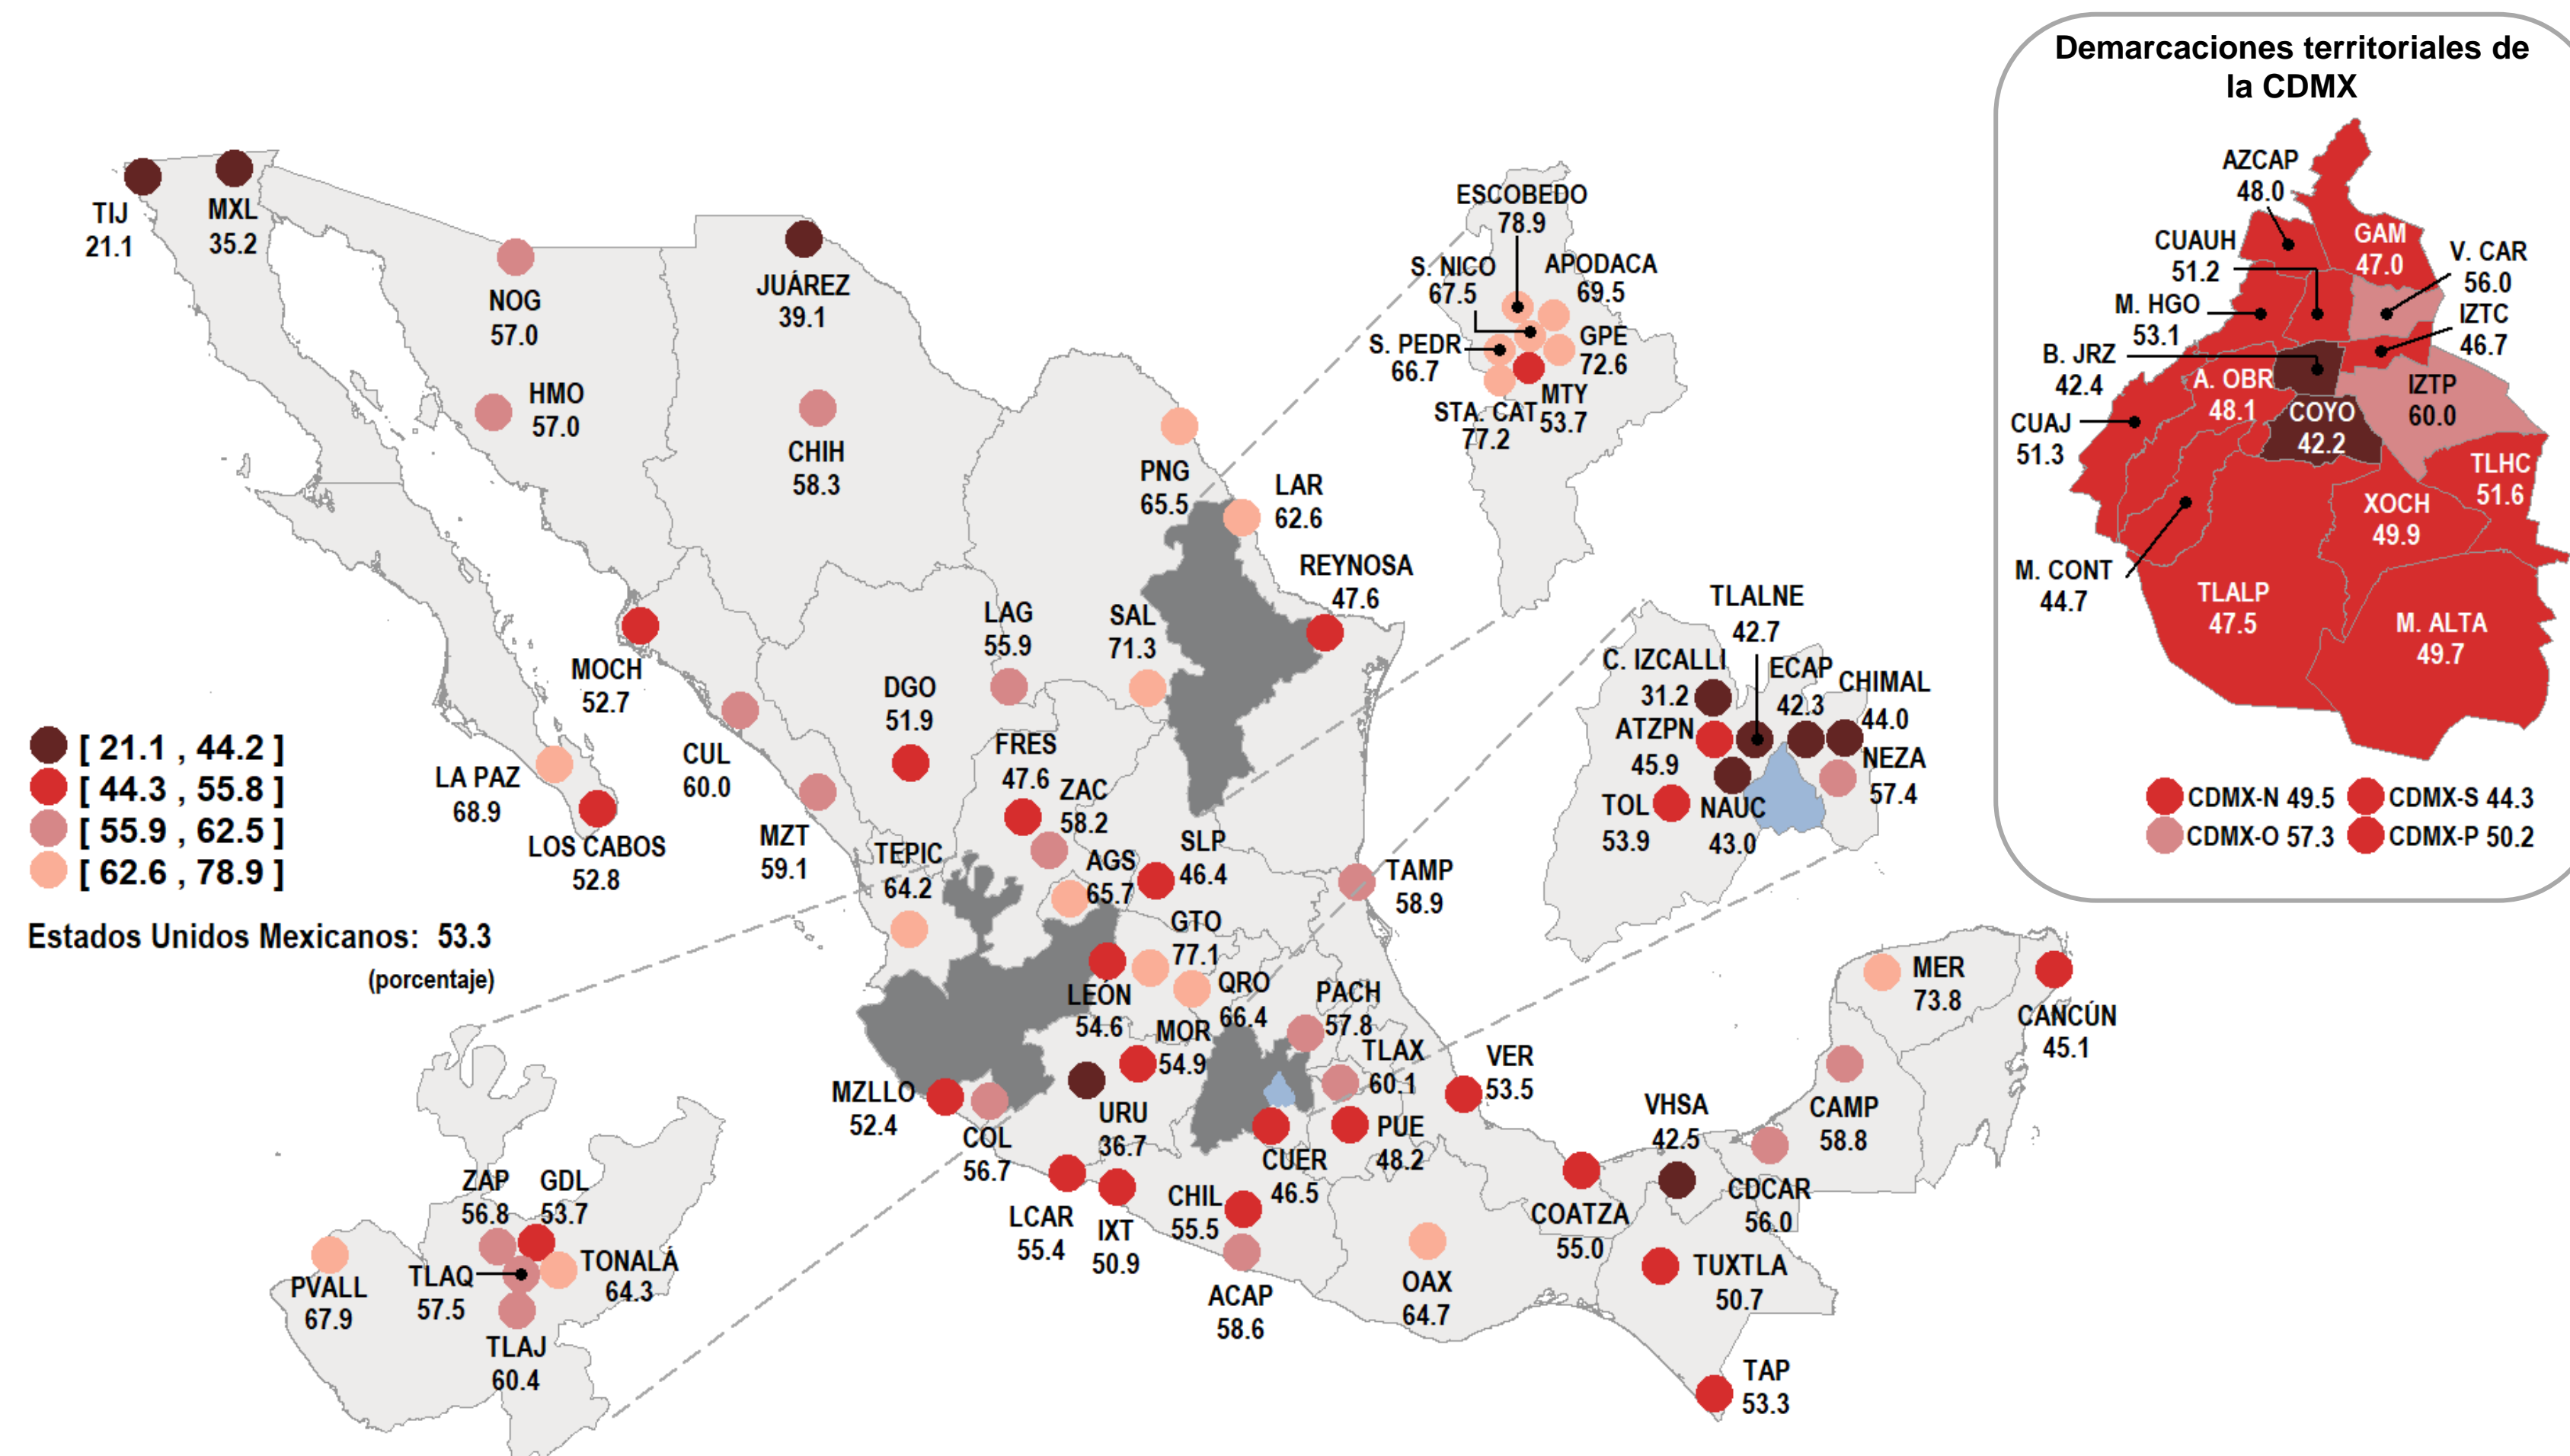 Demarcaciones territoriales de
la CDMX
TIJ
21.1
MXL
35.2
NOG
57.0
HMO
57.0
JUÁREZ
39.1
CHIH
58.3
ESCOBEDO
78.9
S. NICO
67.5
APODACA
69.5
S. PEDR
66.7
GPE
72.6
STA. CAT
77.2
MTY
53.7
PNG
65.5
LAR
62.6
REYNOSA
47.6
LAG
55.9
SAL
71.3
MOCH
52.7
DGO
51.9
CUL
60.0
FRES
47.6
ZAC
58.2
LA PAZ
68.9
LOS CABOS
52.8
MZT
59.1
TEPIC
64.2
AGS
65.7
SLP
46.4
TAMP
58.9
GTO
77.1
LEÓN
54.6
QRO
66.4
PACH
57.8
MOR
54.9
TLAX
60.1
VER
53.5
MZLLO
52.4
COL
56.7
URU
36.7
CUER
46.5
PUE
48.2
LCAR
55.4
IXT
50.9
CHIL
55.5
ACAP
58.6
OAX
64.7
COATZA
55.0
VHSA
42.5
CDCAR
56.0
CAMP
58.8
MER
73.8
CANCÚN
45.1
TUXTLA
50.7
TAP
53.3
TLALNE
42.7
C. IZCALLI
31.2
ECAP
42.3
CHIMAL
44.0
ATZPN
45.9
NEZA
57.4
TOL
53.9
NAUC
43.0
ZAP
56.8
GDL
53.7
PVALL
67.9
TLAQ
57.5
TONALÁ
64.3
TLAJ
60.4
[ 21.1 , 44.2 ]
[ 44.3 , 55.8 ]
[ 55.9 , 62.5 ]
[ 62.6 , 78.9 ]
Estados Unidos Mexicanos: 53.3
(porcentaje)
AZCAP
48.0
CUAUH
51.2
GAM
47.0
V. CAR
56.0
M. HGO
53.1
IZTC
46.7
B. JRZ
42.4
A. OBR
48.1
IZTP
60.0
CUAJ
51.3
COYO
42.2
TLHC
51.6
XOCH
49.9
M. CONT
44.7
TLALP
47.5
M. ALTA
49.7
CDMX-N 49.5 CDMX-S 44.3
CDMX-O 57.3 CDMX-P 50.2